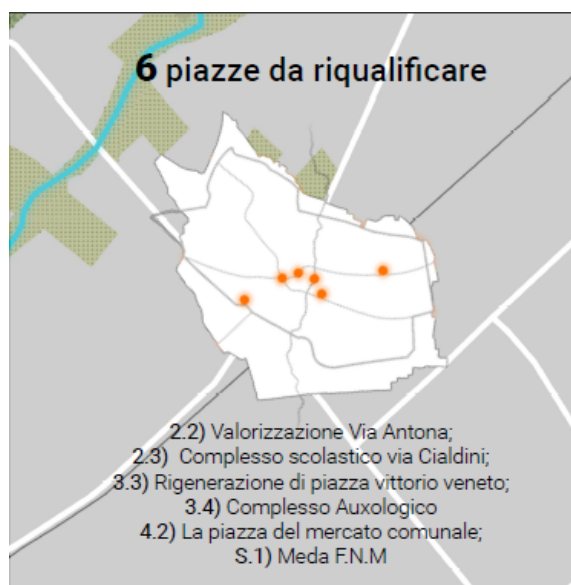 6 piazze da riqualificare
2.2) Valorizzazione Via Antona;
2.3) Complesso scolastico via Cialdini;
3.3) Rigenerazione di piazza vittorio veneto;
3.4) Complesso Auxologico
4.2) La piazza del mercato comunale;
S.1) Meda F.N.M